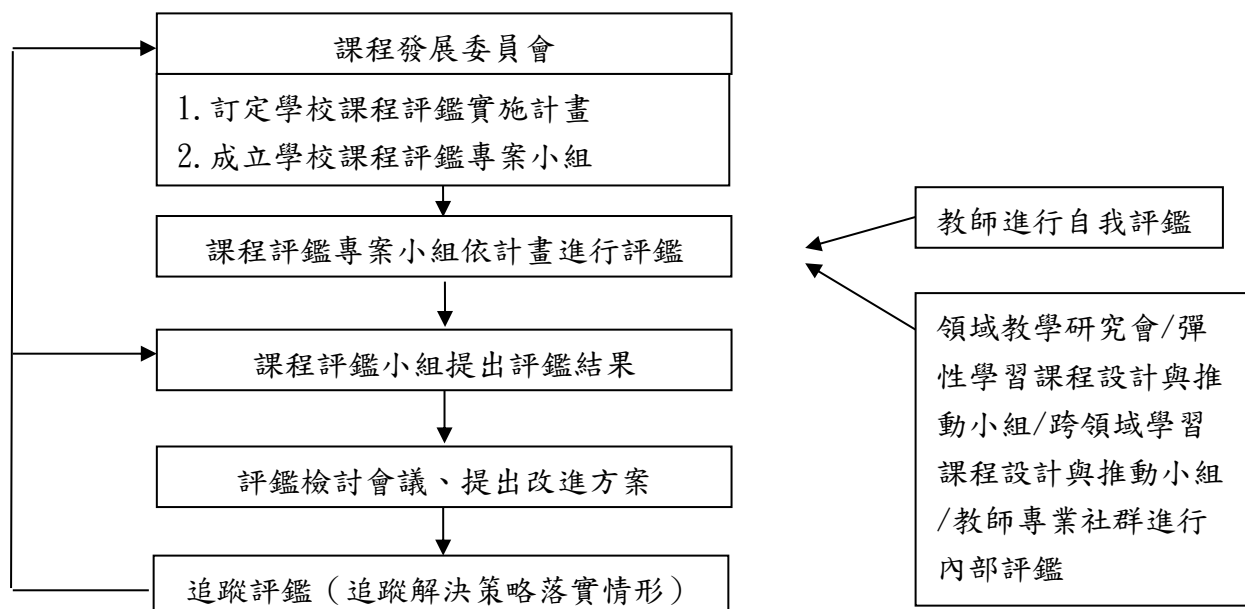 課程發展委員會
1.訂定學校課程評鑑實施計畫
2.成立學校課程評鑑專案小組
課程評鑑專案小組依計畫進行評鑑
課程評鑑小組提出評鑑結果
評鑑檢討會議、提出改進方案
追蹤評鑑（追蹤解決策略落實情形）
教師進行自我評鑑
領域教學研究會/彈
性學習課程設計與推
動小組/跨領域學習
課程設計與推動小組
/教師專業社群進行
內部評鑑